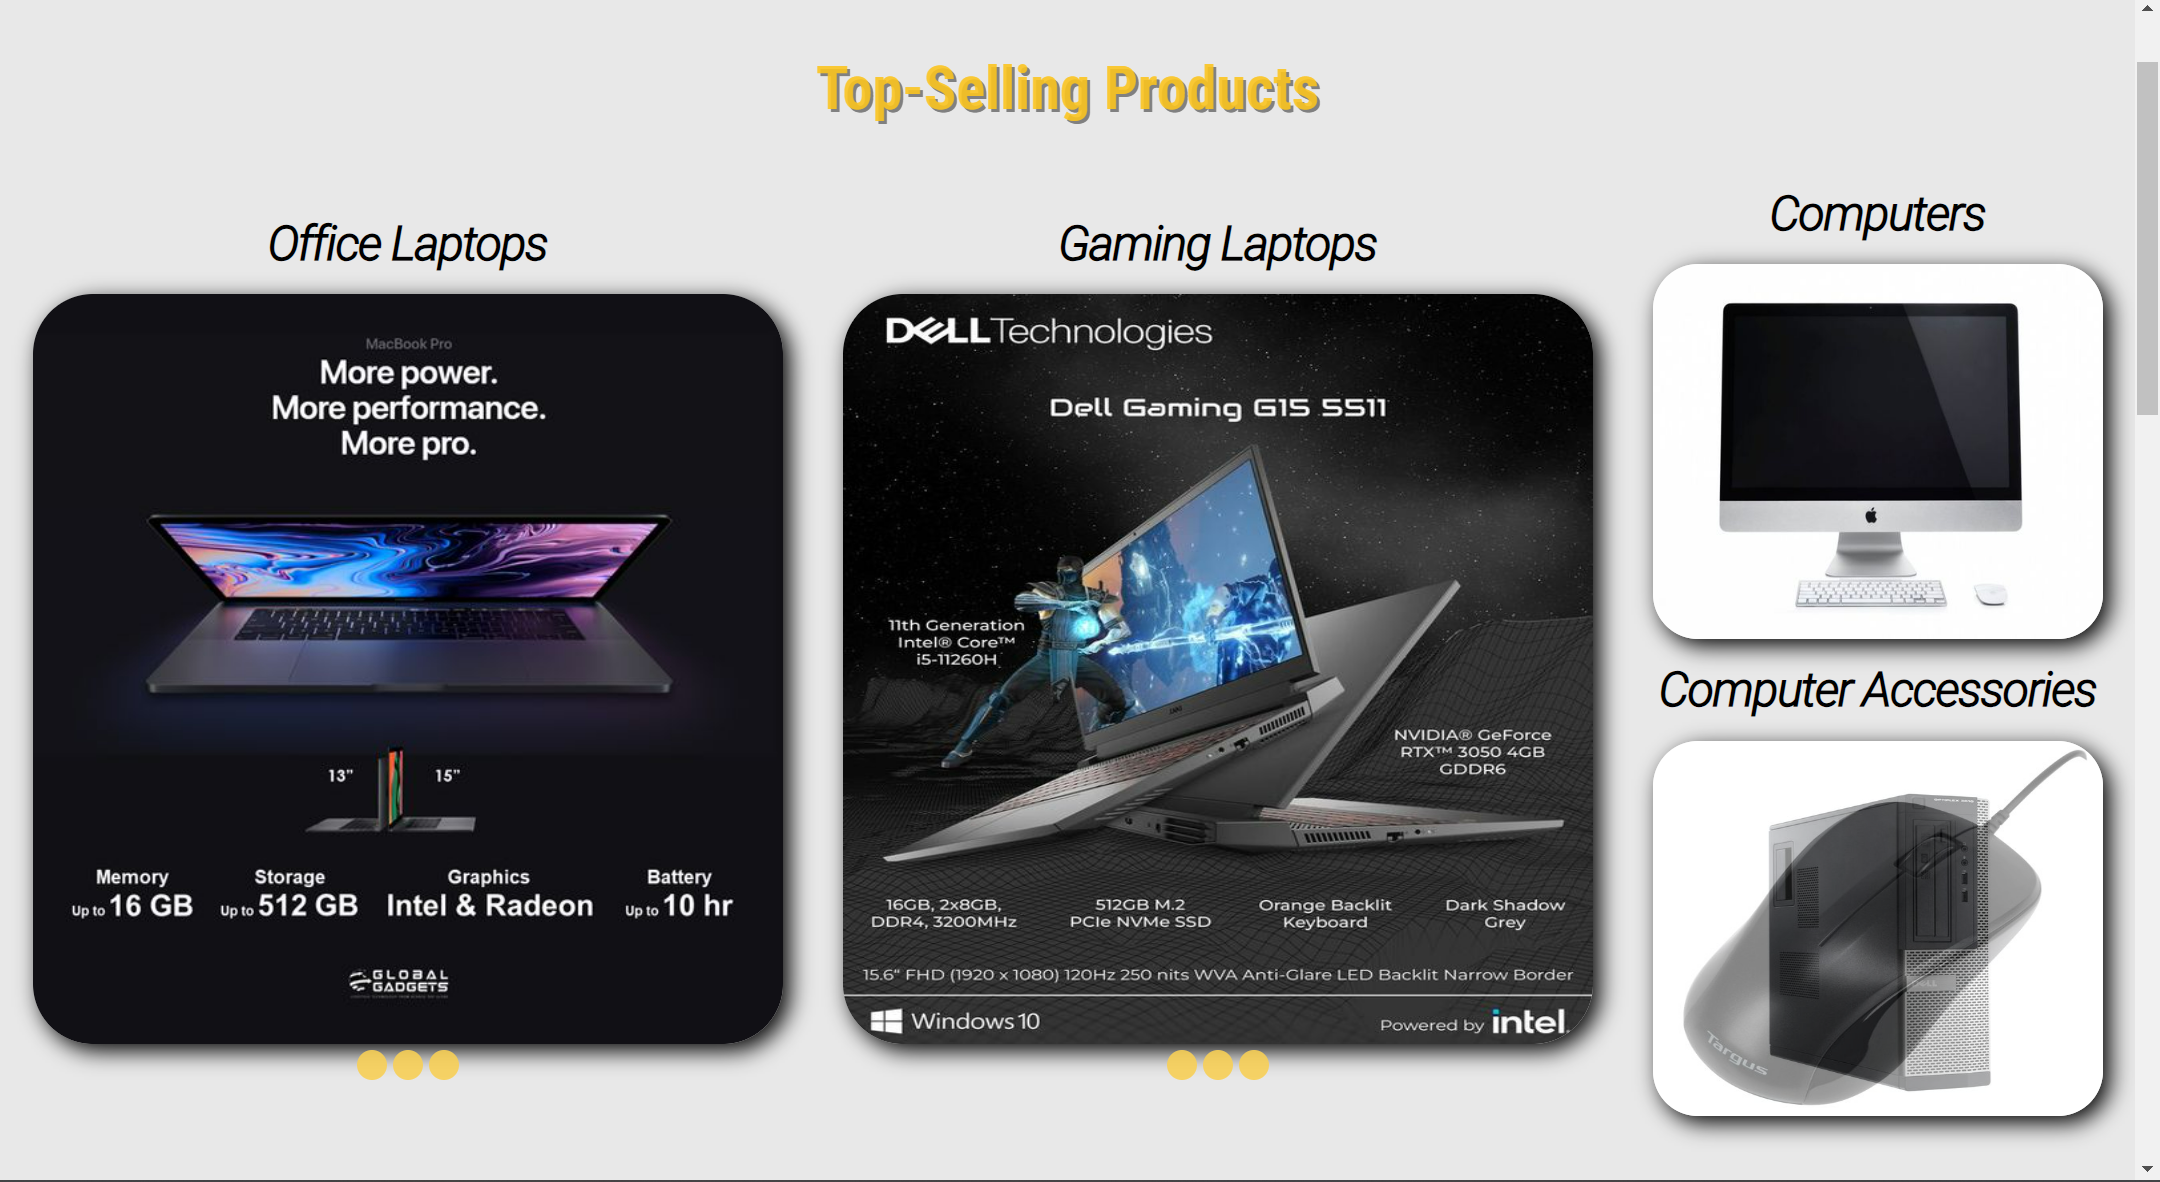 Top-Selling Products
Office Laptops
MacBook Pro
More power.
More performance.
More pro.
13"
15"
Memory
Up to 16 GB
Storage
Up to 512 GB
Graphics
Intel & Radeon
Battery
Up to 10 hr
GLOBAL
GADGETS
Gaming Laptops
DELL Technologies
Dell Gaming G15 5511
11th Generation
Intel® Core™
i5-11260H
NVIDIA® GeForce
RTX™ 3050 4GB
GDDR6
16GB, 2x8GB,
DDR4, 3200MHz
512GB M.2
PCIe NVMe SSD
Orange Backlit
Keyboard
Dark Shadow
Grey
15.6" FHD (1920 x 1080) 120Hz 250 nits WVA Anti-Glare LED Backlit Narrow Border
Windows 10
Powered by intel.
Computers
Computer Accessories
Targus